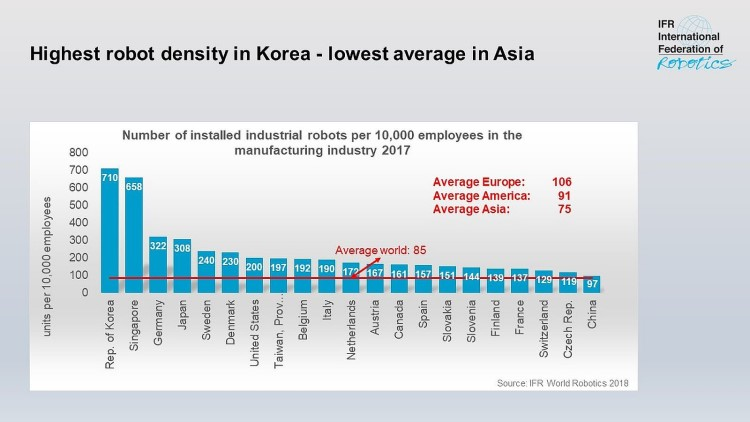 Highest robot density in Korea - lowest average in Asia
IFR
International
Federation of
Robotics
Number of installed industrial robots per 10,000 employees in the
manufacturing industry 2017
units per 10,000 employees
800
700
600
500
400
300
200
100
0
710
658
322
308
240
230
200
197
192
190
172
167
161
157
151
144
139
137
129
119
97
Average world: 85
Average Europe: 106
Average America: 91
Average Asia: 75
Rep. of Korea
Singapore
Germany
Japan
Sweden
Denmark
United States
Taiwan, Prov...
Belgium
Italy
Netherlands
Austria
Canada
Spain
Slovakia
Slovenia
Finland
France
Switzerland
Czech Rep.
China
Source: IFR World Robotics 2018